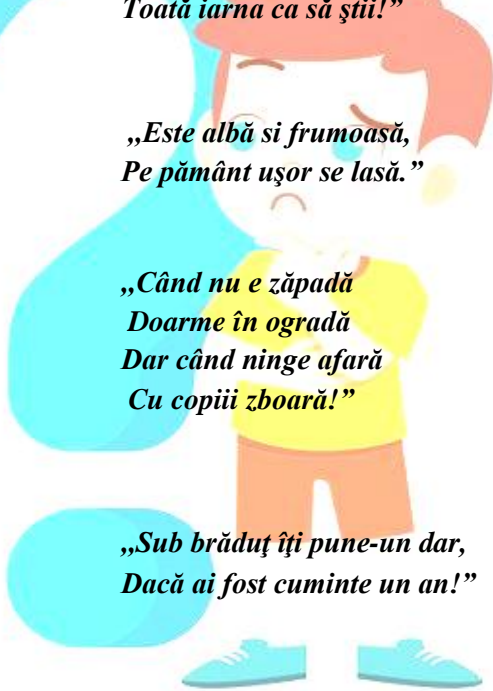 Toată iarna ca să ştii!”
„Este albă si frumoasă,
Pe pământ uşor se lasă.”
„Când nu e zăpadă
Doarme în ogradă
Dar când ninge afară
Cu copiii zboară!”
„Sub brăduţ îţi pune-un dar,
Dacă ai fost cuminte un an!”